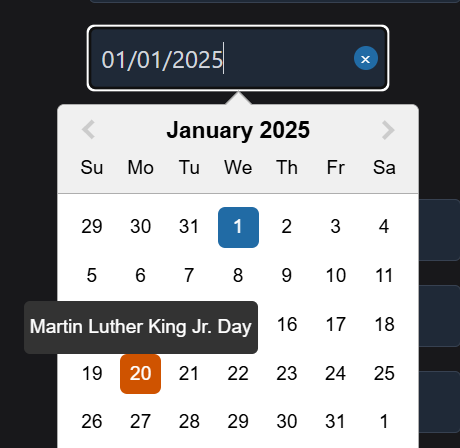 01/01/2025
×
January 2025
Su Mo Tu We Th Fr Sa
29 30 31 1 2 3 4
5 6 7 8 9 10 11
Martin Luther King Jr. Day 16 17 18
19 20 21 22 23 24 25
26 27 28 29 30 31 1